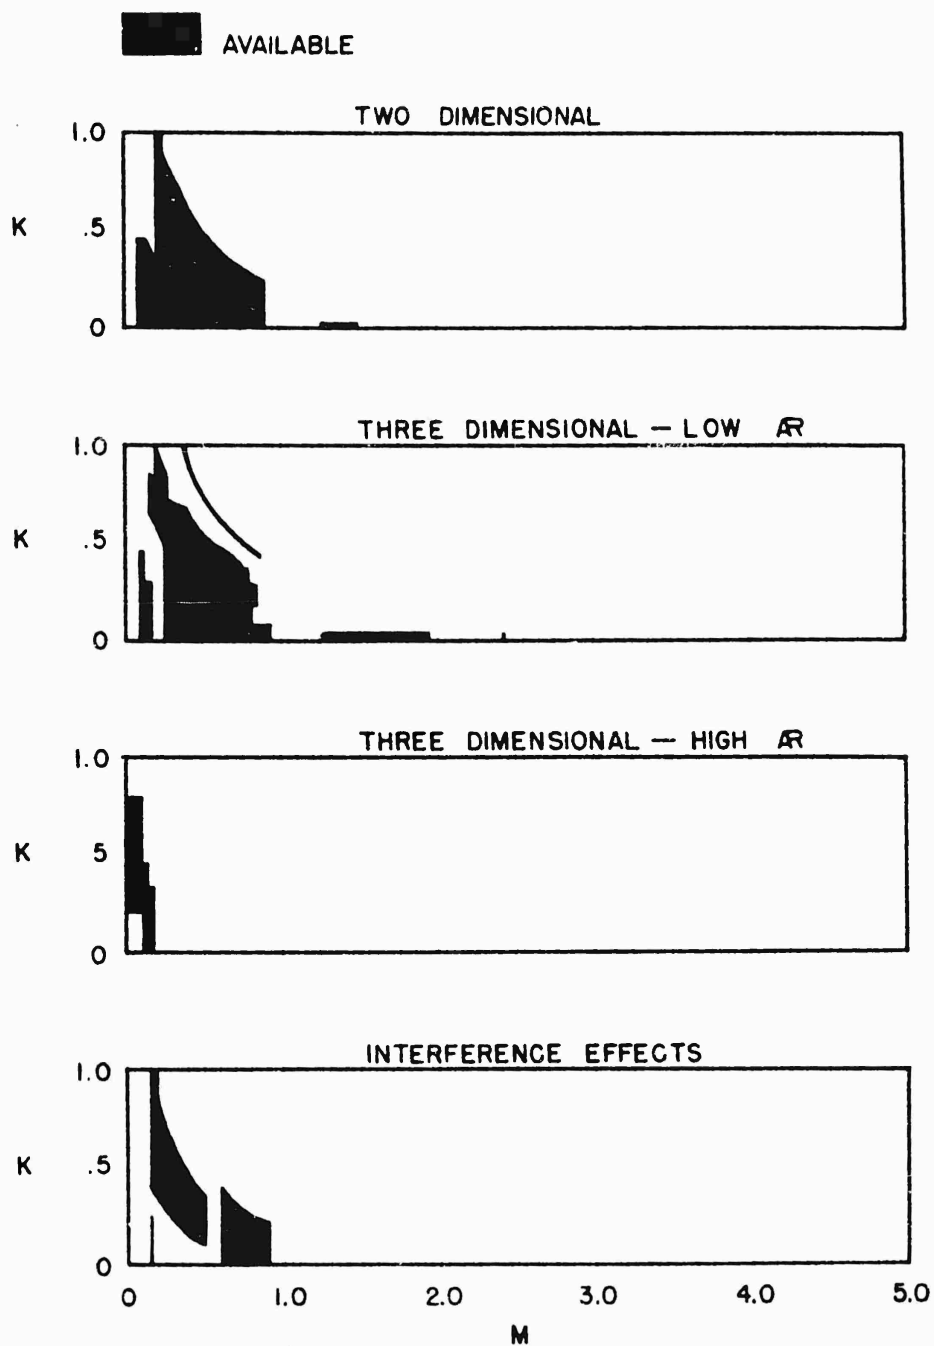 AVAILABLE
TWO DIMENSIONAL
1.0
K .5
0
THREE DIMENSIONAL — LOW AR
1.0
K .5
0
THREE DIMENSIONAL — HIGH AR
1.0
K 5
0
INTERFERENCE EFFECTS
1.0
K .5
0
0 1.0 2.0 3.0 4.0 5.0
M